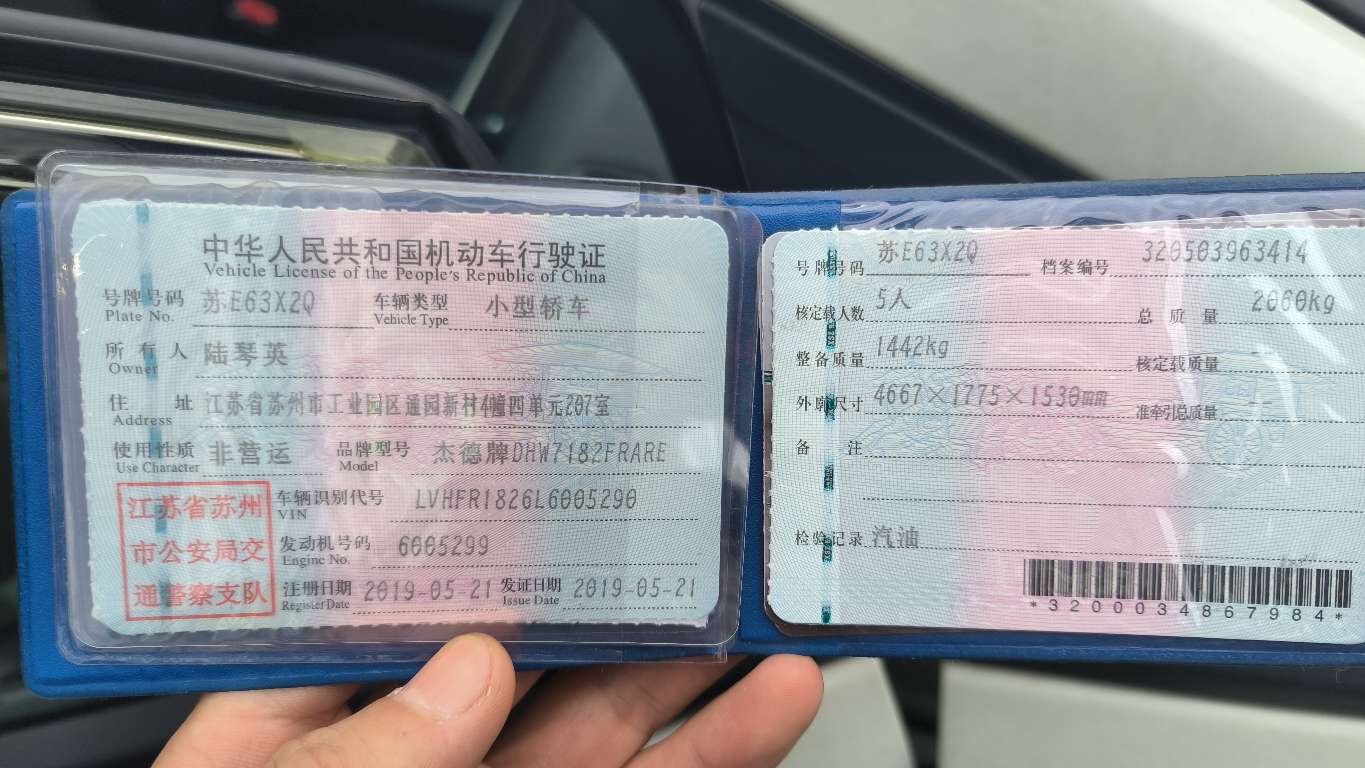 中华人民共和国机动车行驶证
Vehicle License of the People's Republic of China
号牌号码 苏E63X2Q 车辆类型 小型轿车
Plate No. Vehicle Type
所有人 陆琴英
Owner
住址 江苏省苏州市工业园区通园新村4幢四单元207室
Address
使用性质 非营运 品牌型号 杰德牌DHW7182FRARE
Use Character Model
江苏省苏州
市公安局交
通警察支队
车辆识别代号 LVHFR1826L6005290
VIN
发动机号码 6005299
Engine No.
注册日期 2019-05-21 发证日期 2019-05-21
Register Date Issue Date
号牌号码 苏E63X2Q 档案编号 320503963414
核定载人数 5人 总质量 2060kg
整备质量 1442kg 核定载质量 --
外廓尺寸 4667×1775×1530mm 准牵引总质量 --
备注
检验记录 汽油
*3200034867984*